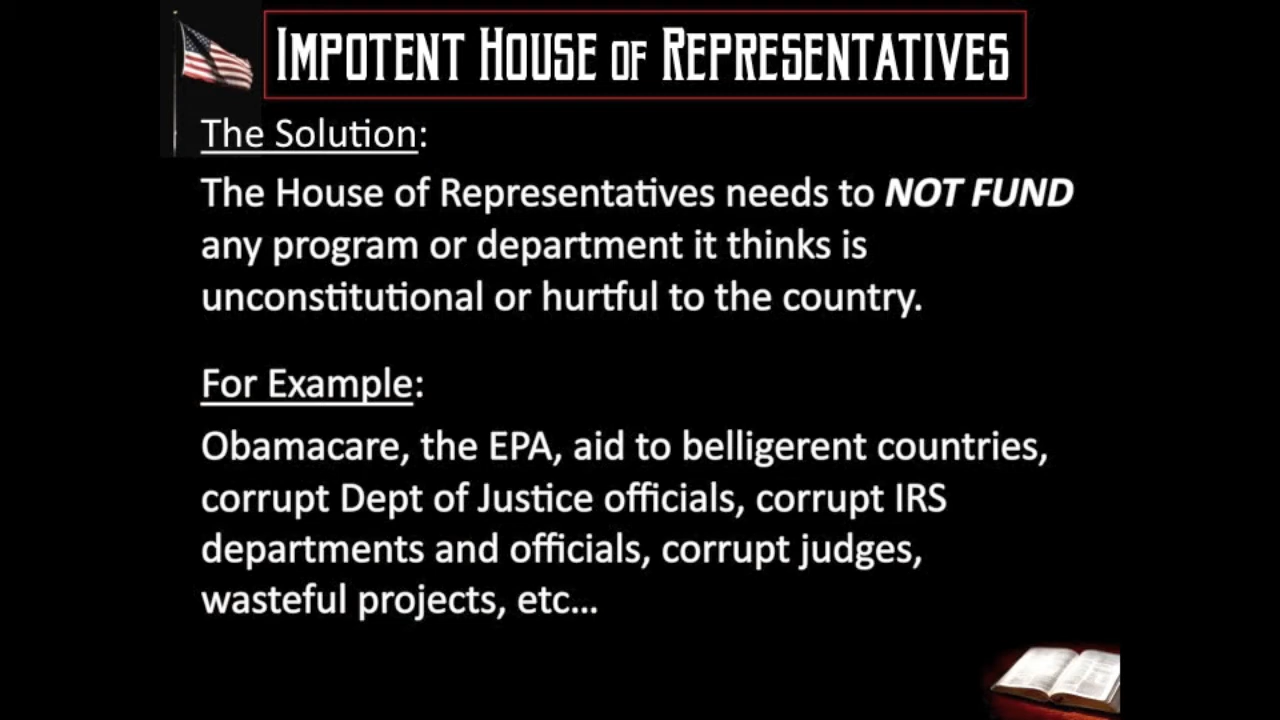 IMPOTENT HOUSE OF REPRESENTATIVES
The Solution:
The House of Representatives needs to NOT FUND
any program or department it thinks is
unconstitutional or hurtful to the country.
For Example:
Obamacare, the EPA, aid to belligerent countries,
corrupt Dept of Justice officials, corrupt IRS
departments and officials, corrupt judges,
wasteful projects, etc...